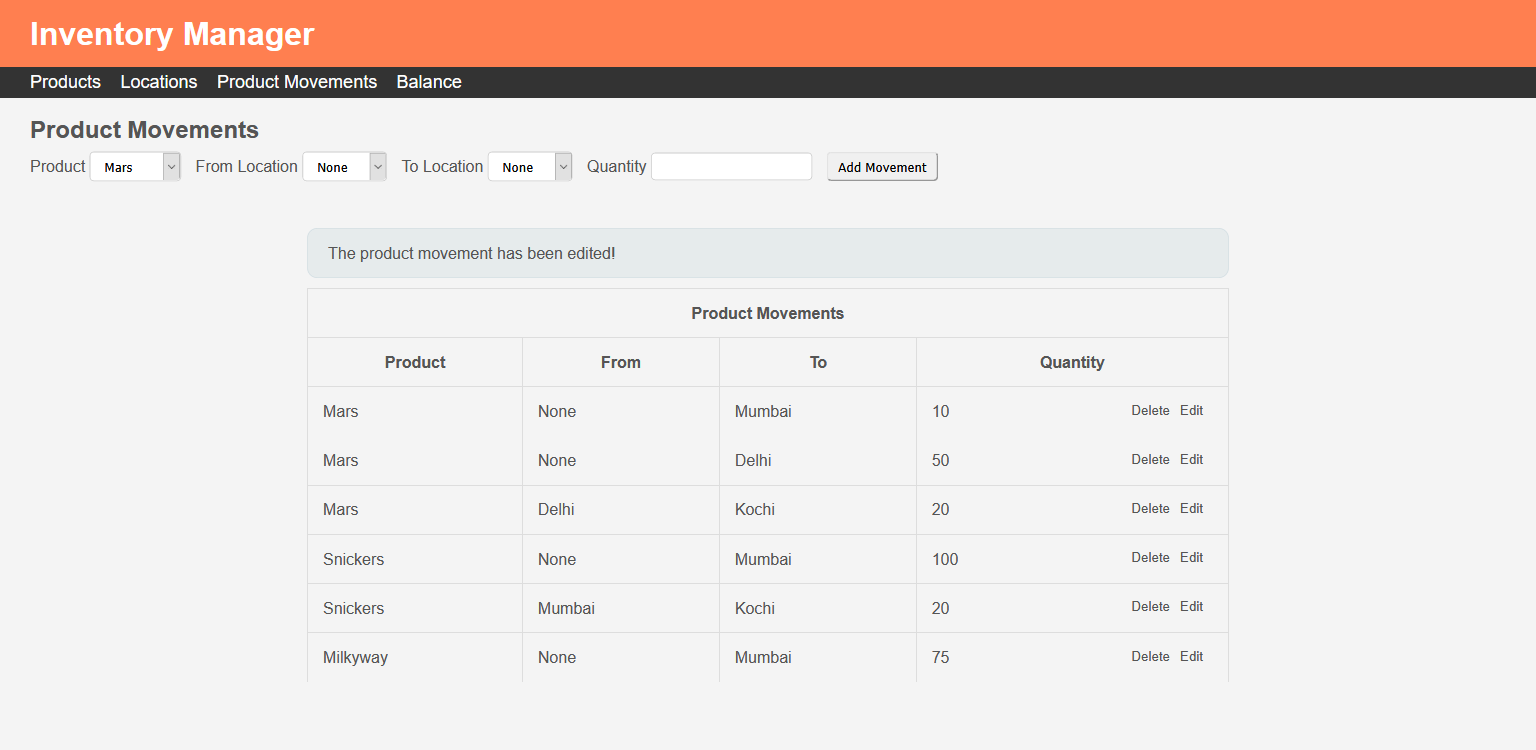 Inventory Manager
Products Locations Product Movements Balance
Product Movements
Product Mars From Location None To Location None Quantity Add Movement
The product movement has been edited!
Product Movements
Product From To Quantity
Mars None Mumbai 10 Delete Edit
Mars None Delhi 50 Delete Edit
Mars Delhi Kochi 20 Delete Edit
Snickers None Mumbai 100 Delete Edit
Snickers Mumbai Kochi 20 Delete Edit
Milkyway None Mumbai 75 Delete Edit